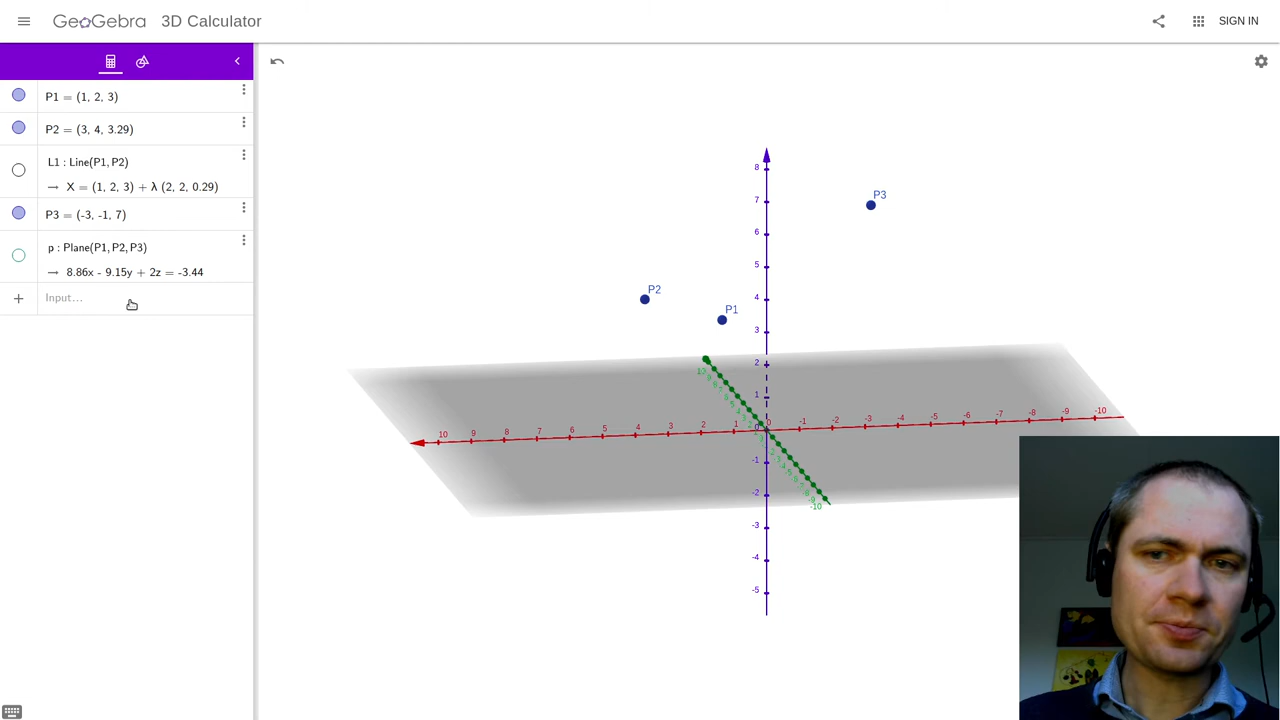 GeoGebra 3D Calculator SIGN IN
P1 = (1, 2, 3)
P2 = (3, 4, 3.29)
L1 : Line(P1, P2)
→ X = (1, 2, 3) + λ (2, 2, 0.29)
P3 = (-3, -1, 7)
p : Plane(P1, P2, P3)
→ 8.86x - 9.15y + 2z = -3.44
+ Input...
8
7
6
5
4
3
2
1
0
-1
-2
-3
-4
-5
P3
P2
P1
10 9 8 7 6 5 4 3 2 1 0 -1 -2 -3 -4 -5 -6 -7 -8 -9 -10
10
-10